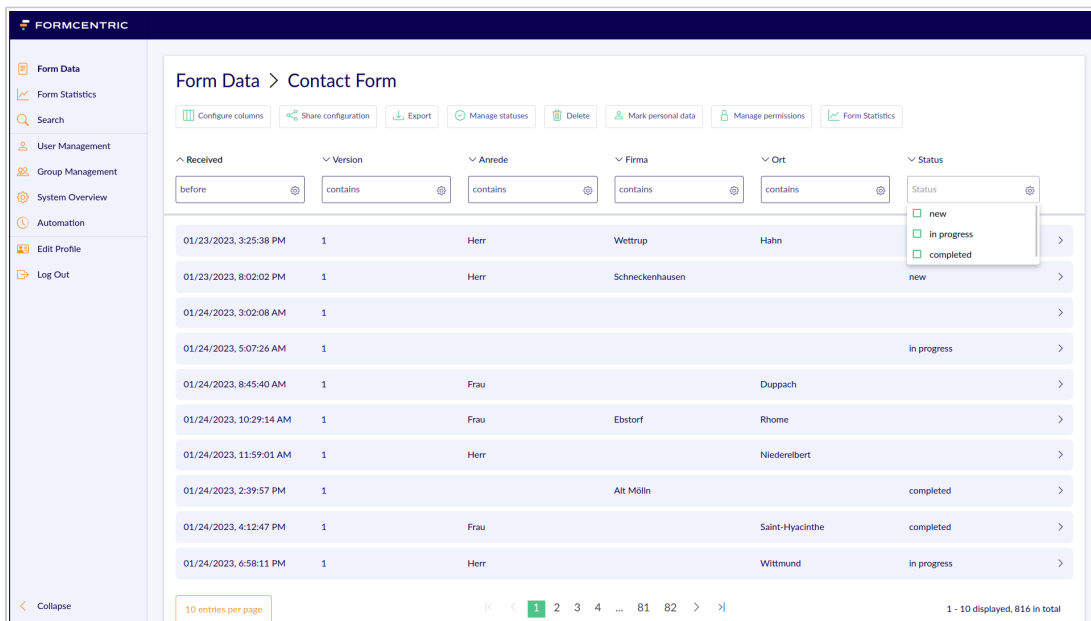 FORMCENTRIC
Form Data
Form Statistics
Search
User Management
Group Management
System Overview
Automation
Edit Profile
Log Out
Collapse
Form Data > Contact Form
Configure columns Share configuration Export Manage statuses Delete Mark personal data Manage permissions Form Statistics
Received Version Anrede Firma Ort Status
before contains contains contains contains Status
new
in progress
completed
01/23/2023, 3:25:38 PM 1 Herr Wettrup Hahn
01/23/2023, 8:02:02 PM 1 Herr Schneckenhausen new
01/24/2023, 3:02:08 AM 1
01/24/2023, 5:07:26 AM 1 in progress
01/24/2023, 8:45:40 AM 1 Frau Duppach
01/24/2023, 10:29:14 AM 1 Frau Ebstorf Rhome
01/24/2023, 11:59:01 AM 1 Herr Niederelbert
01/24/2023, 2:39:57 PM 1 Alt Mölln completed
01/24/2023, 4:12:47 PM 1 Frau Saint-Hyacinthe completed
01/24/2023, 6:58:11 PM 1 Herr Wittmund in progress
10 entries per page 1 2 3 4 ... 81 82 1 - 10 displayed, 816 in total